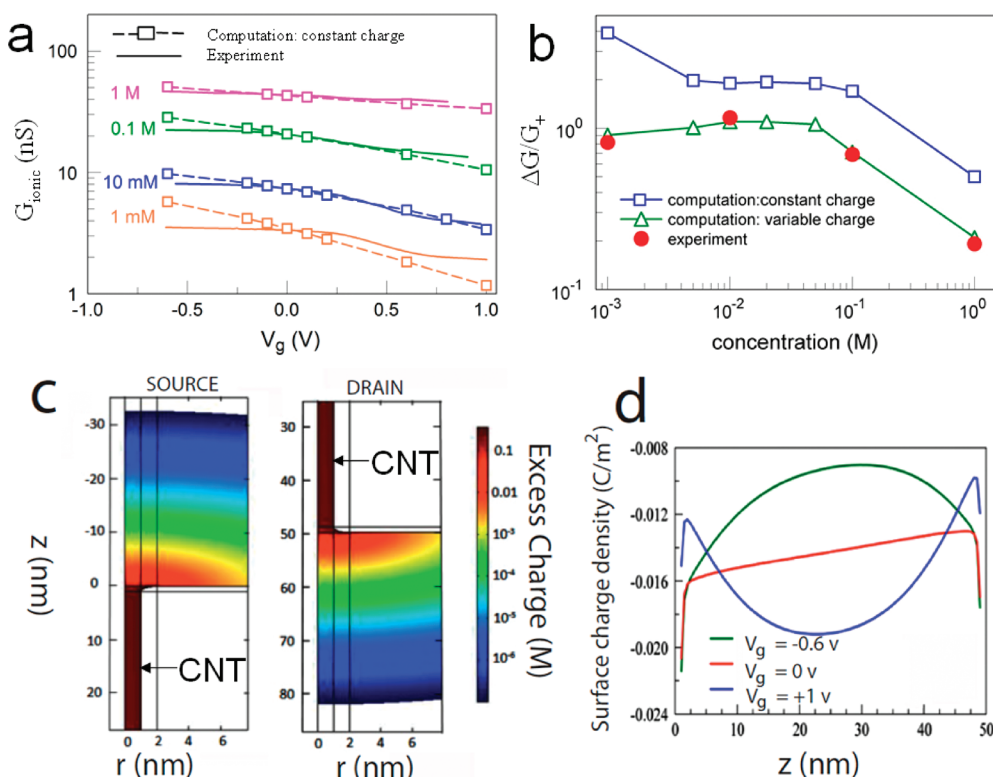 a
Computation: constant charge
Experiment
100
10
1
G_ionic (nS)
1 M
0.1 M
10 mM
1 mM
-1.0 -0.5 0.0 0.5 1.0
V_g (V)
b
ΔG/G₊
10⁰
10⁻¹
computation:constant charge
computation: variable charge
experiment
10⁻³ 10⁻² 10⁻¹ 10⁰
concentration (M)
c
SOURCE
-30
-20
-10
0
10
20
z (nm)
CNT
0 2 4 6
r (nm)
DRAIN
30
40
50
60
70
80
CNT
0 2 4 6
r (nm)
0.1
0.01
10⁻³
10⁻⁴
10⁻⁵
10⁻⁶
Excess Charge (M)
d
Surface charge density (C/m²)
-0.008
-0.012
-0.016
-0.020
-0.024
V_g = -0.6 v
V_g = 0 v
V_g = +1 v
0 10 20 30 40 50
z (nm)